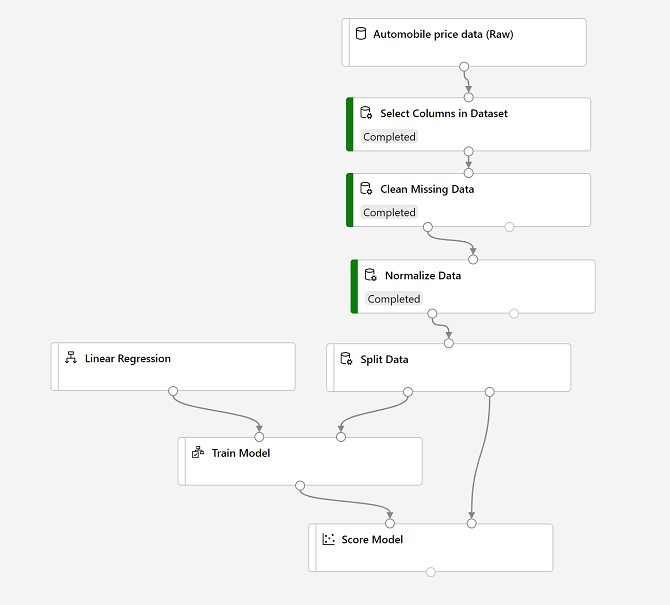 Automobile price data (Raw)
Select Columns in Dataset
Completed
Clean Missing Data
Completed
Normalize Data
Completed
Linear Regression
Split Data
Train Model
Score Model